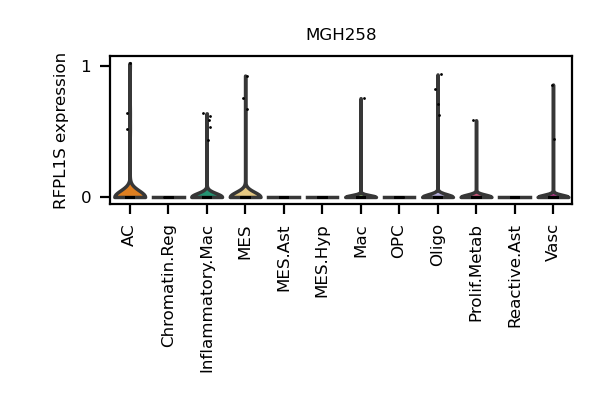 MGH258
RFPL1S expression
1
0
AC
Chromatin.Reg
Inflammatory.Mac
MES
MES.Ast
MES.Hyp
Mac
OPC
Oligo
Prolif.Metab
Reactive.Ast
Vasc